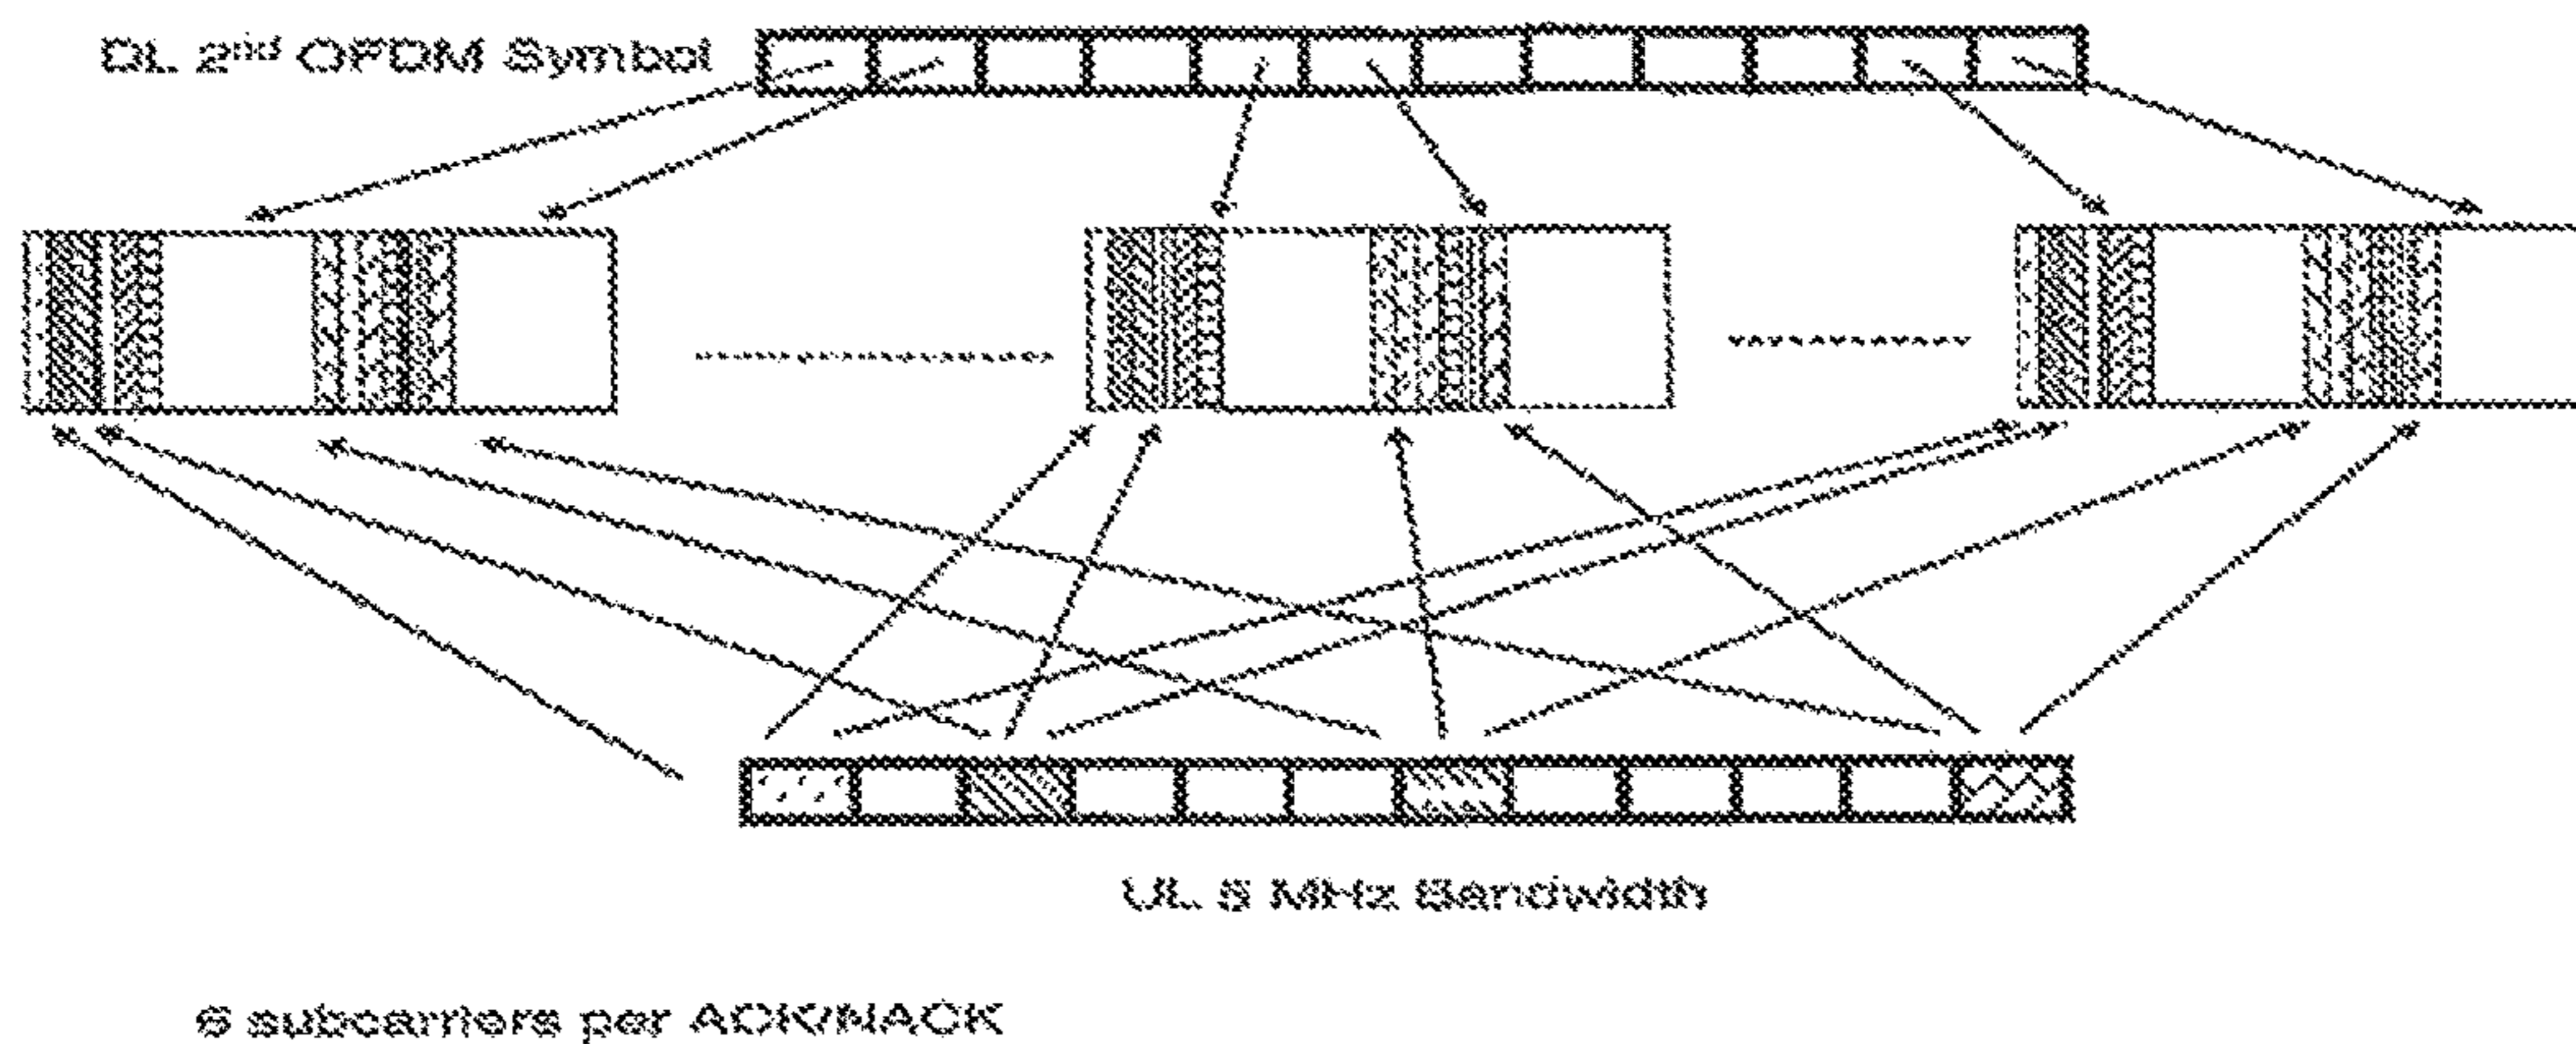 DL 2nd OFDM Symbol
UL 5 MHz Bandwidth
6 subcarriers per ACK/NACK